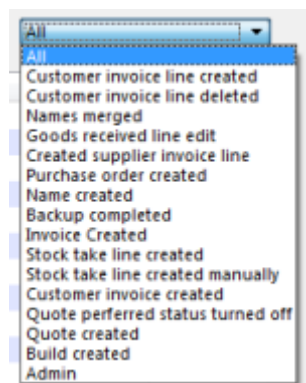 All
All
Customer invoice line created
Customer invoice line deleted
Names merged
Goods received line edit
Created supplier invoice line
Purchase order created
Name created
Backup completed
Invoice Created
Stock take line created
Stock take line created manually
Customer invoice created
Quote perferred status turned off
Quote created
Build created
Admin